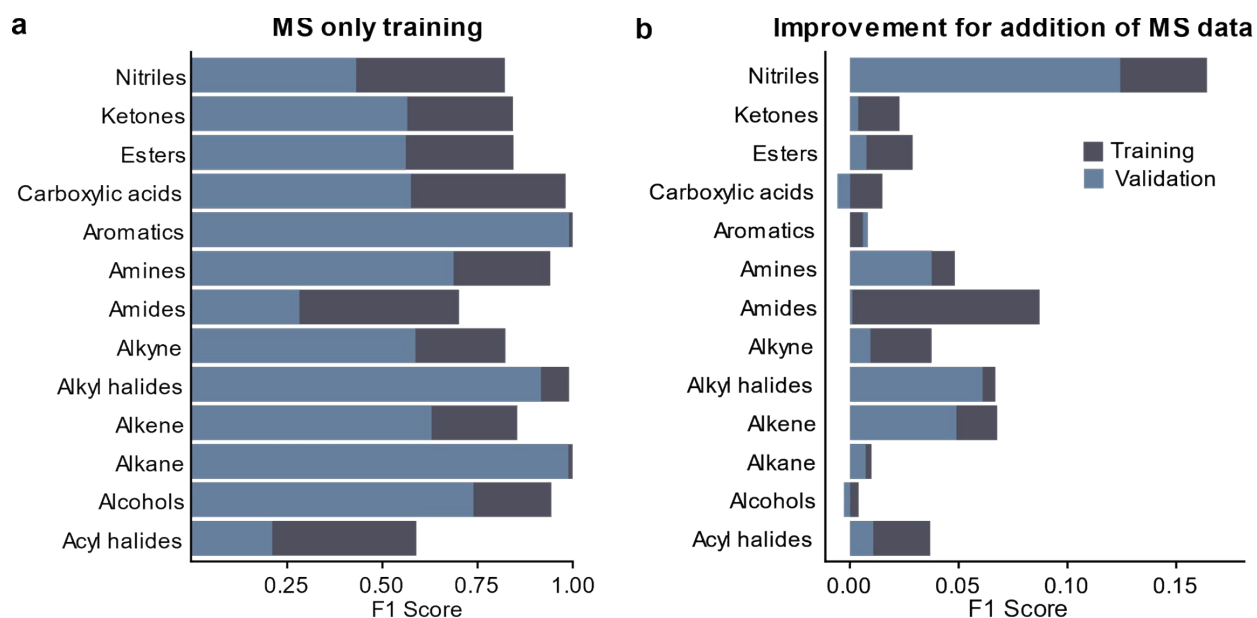 a
MS only training
Nitriles
Ketones
Esters
Carboxylic acids
Aromatics
Amines
Amides
Alkyne
Alkyl halides
Alkene
Alkane
Alcohols
Acyl halides
0.25 0.50 0.75 1.00
F1 Score
b
Improvement for addition of MS data
Nitriles
Ketones
Esters
Carboxylic acids
Aromatics
Amines
Amides
Alkyne
Alkyl halides
Alkene
Alkane
Alcohols
Acyl halides
Training
Validation
0.00 0.05 0.10 0.15
F1 Score